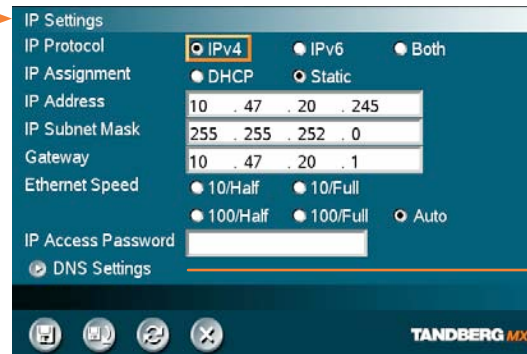 IP Settings
IP Protocol IPv4 IPv6 Both
IP Assignment DHCP Static
IP Address 10 . 47 . 20 . 245
IP Subnet Mask 255 . 255 . 252 . 0
Gateway 10 . 47 . 20 . 1
Ethernet Speed 10/Half 10/Full
100/Half 100/Full Auto
IP Access Password
DNS Settings
TANDBERG MX